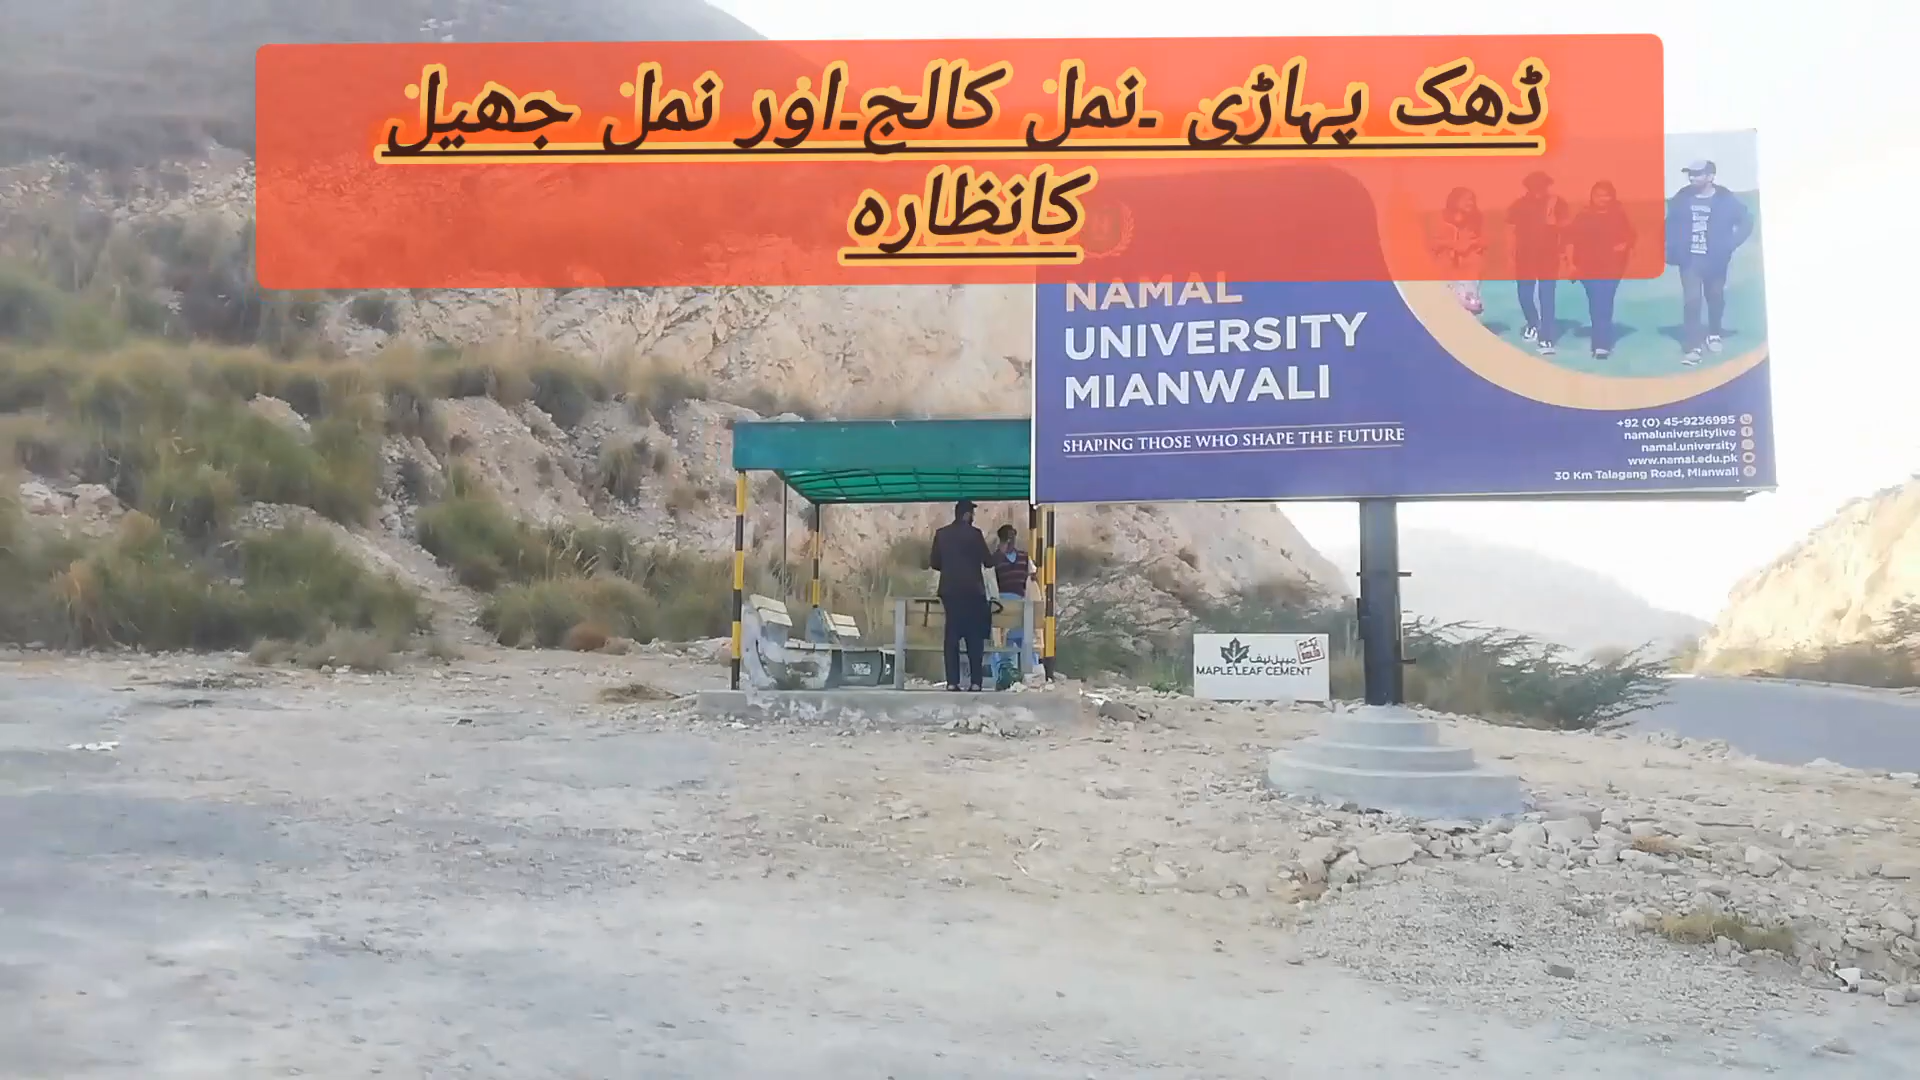 ڈھک پہاڑی ۔نمل کالج۔اور نمل جھیل
کانظارہ
NAMAL
UNIVERSITY
MIANWALI
SHAPING THOSE WHO SHAPE THE FUTURE
+92 (0) 45-9236995
namaluniversitylive
namal.university
www.namal.edu.pk
30 Km Talagang Road, Mianwali
میپل لیف
MAPLE LEAF CEMENT
SOLID